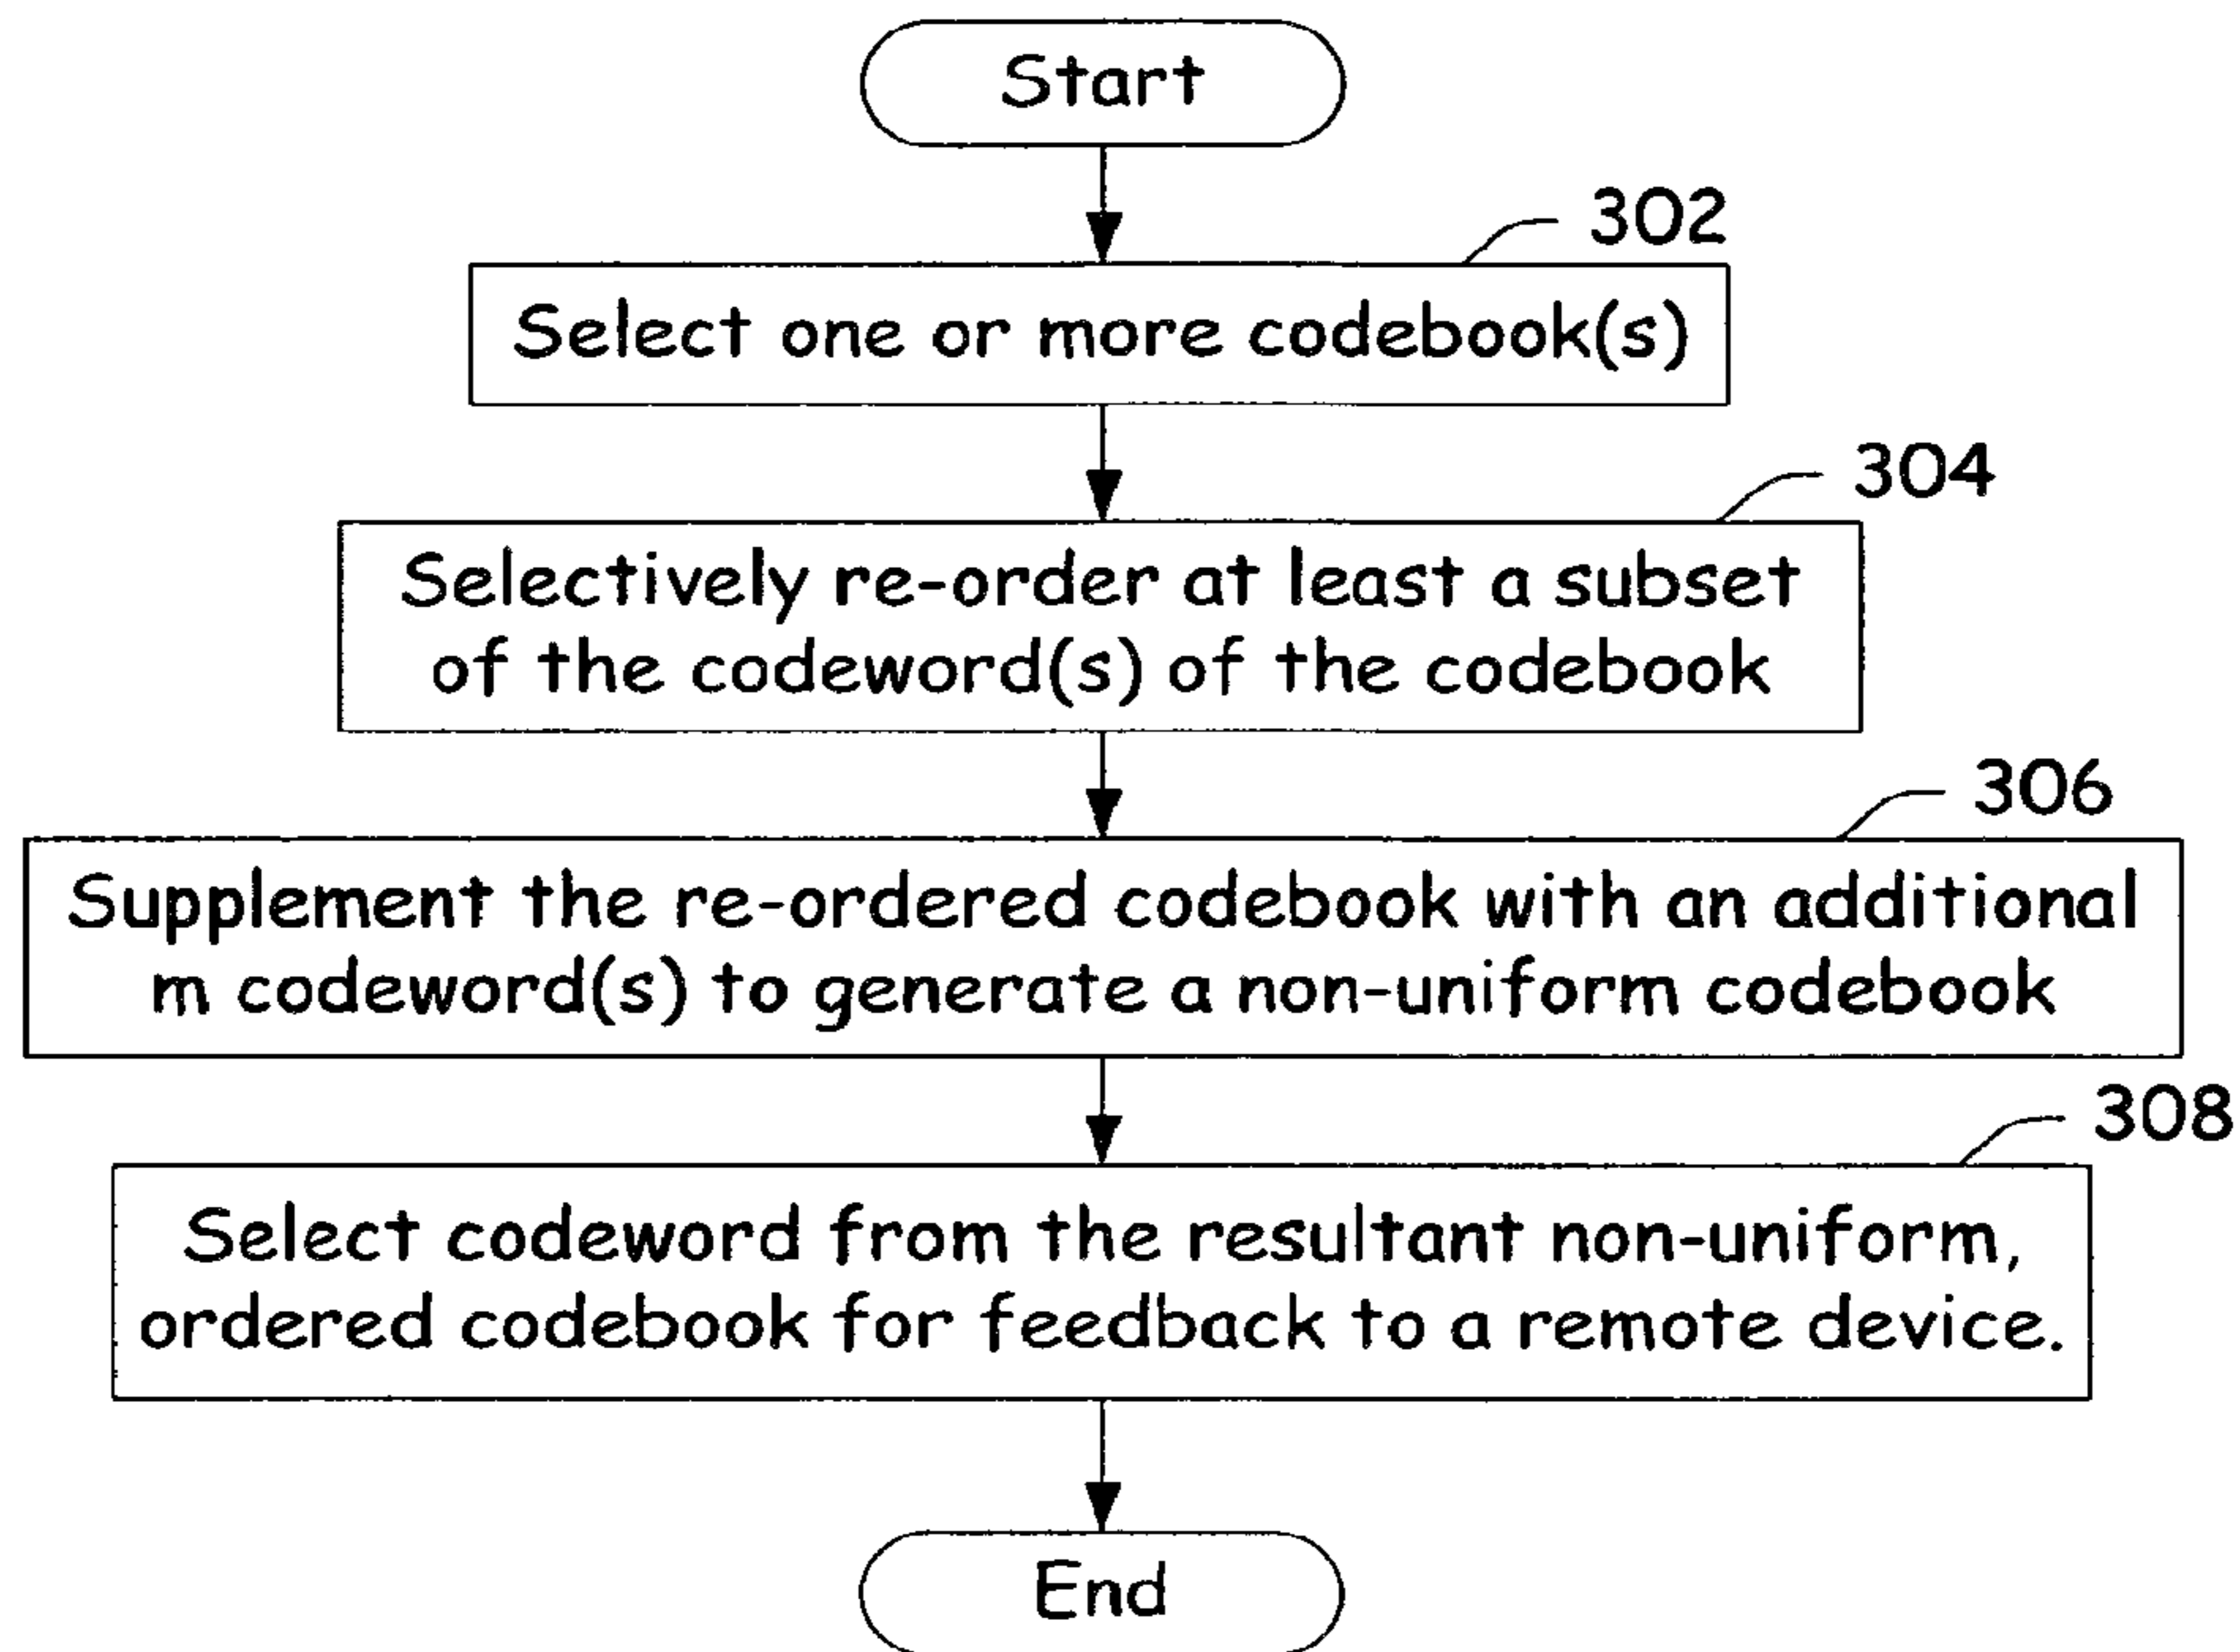 Start
302
Select one or more codebook(s)
304
Selectively re-order at least a subset
of the codeword(s) of the codebook
306
Supplement the re-ordered codebook with an additional
m codeword(s) to generate a non-uniform codebook
308
Select codeword from the resultant non-uniform,
ordered codebook for feedback to a remote device.
End